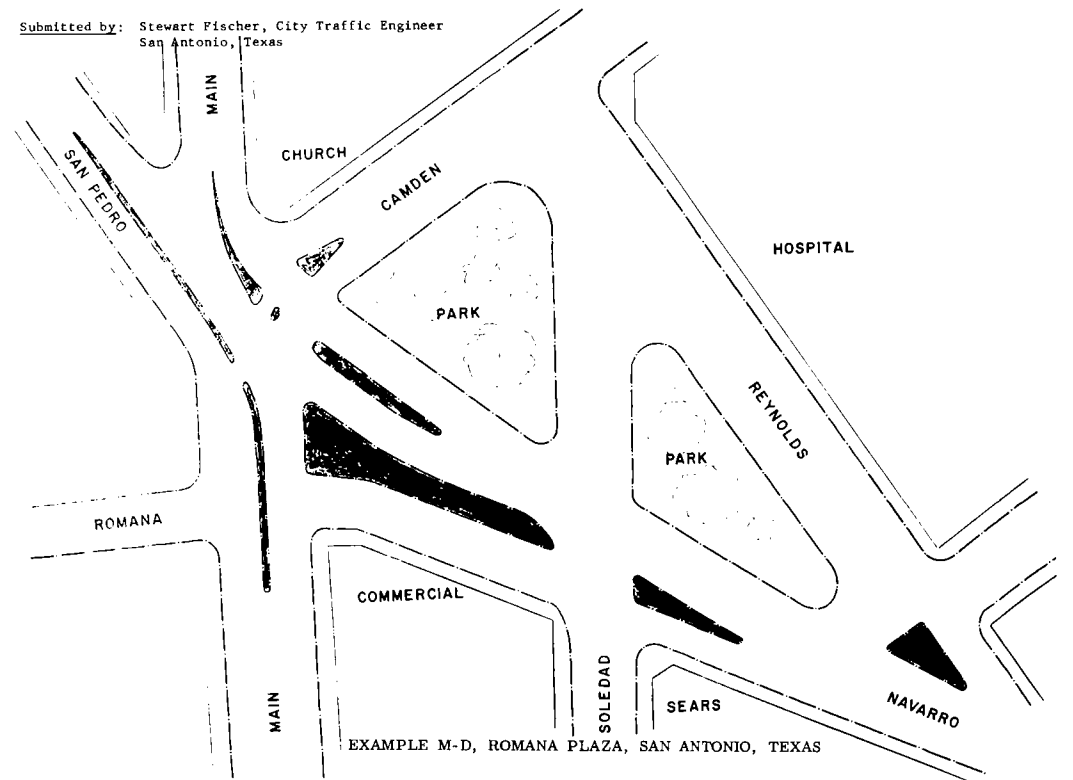 Submitted by: Stewart Fischer, City Traffic Engineer
San Antonio, Texas
MAIN
CHURCH
SAN PEDRO
CAMDEN
HOSPITAL
PARK
REYNOLDS
PARK
ROMANA
COMMERCIAL
MAIN
SOLEDAD
SEARS
NAVARRO
EXAMPLE M-D, ROMANA PLAZA, SAN ANTONIO, TEXAS